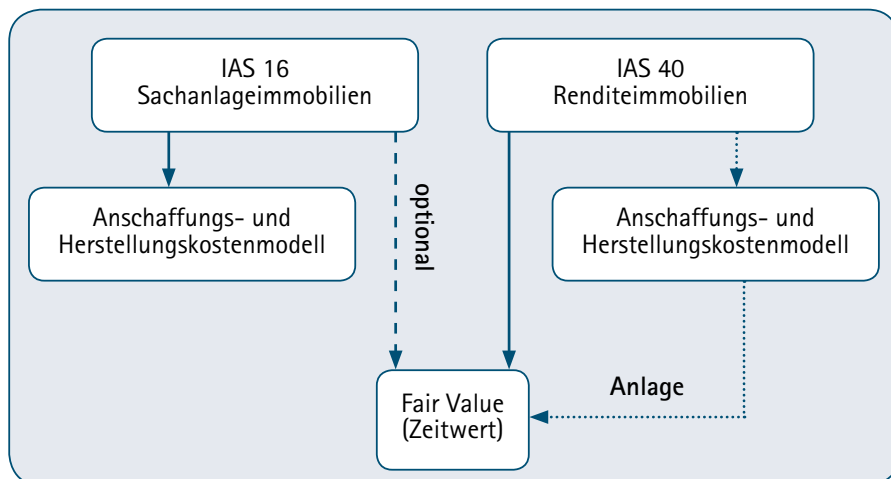 IAS 16
Sachanlageimmobilien
IAS 40
Renditeimmobilien
Anschaffungs- und
Herstellungskostenmodell
optional
Anschaffungs- und
Herstellungskostenmodell
Anlage
Fair Value
(Zeitwert)